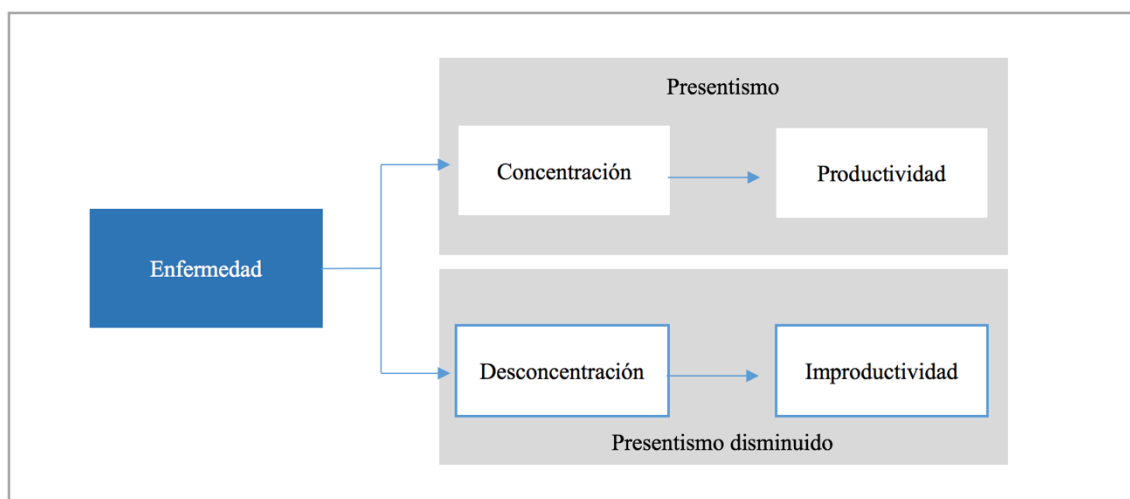 Presentismo
Concentración
Productividad
Enfermedad
Desconcentración
Improductividad
Presentismo disminuido